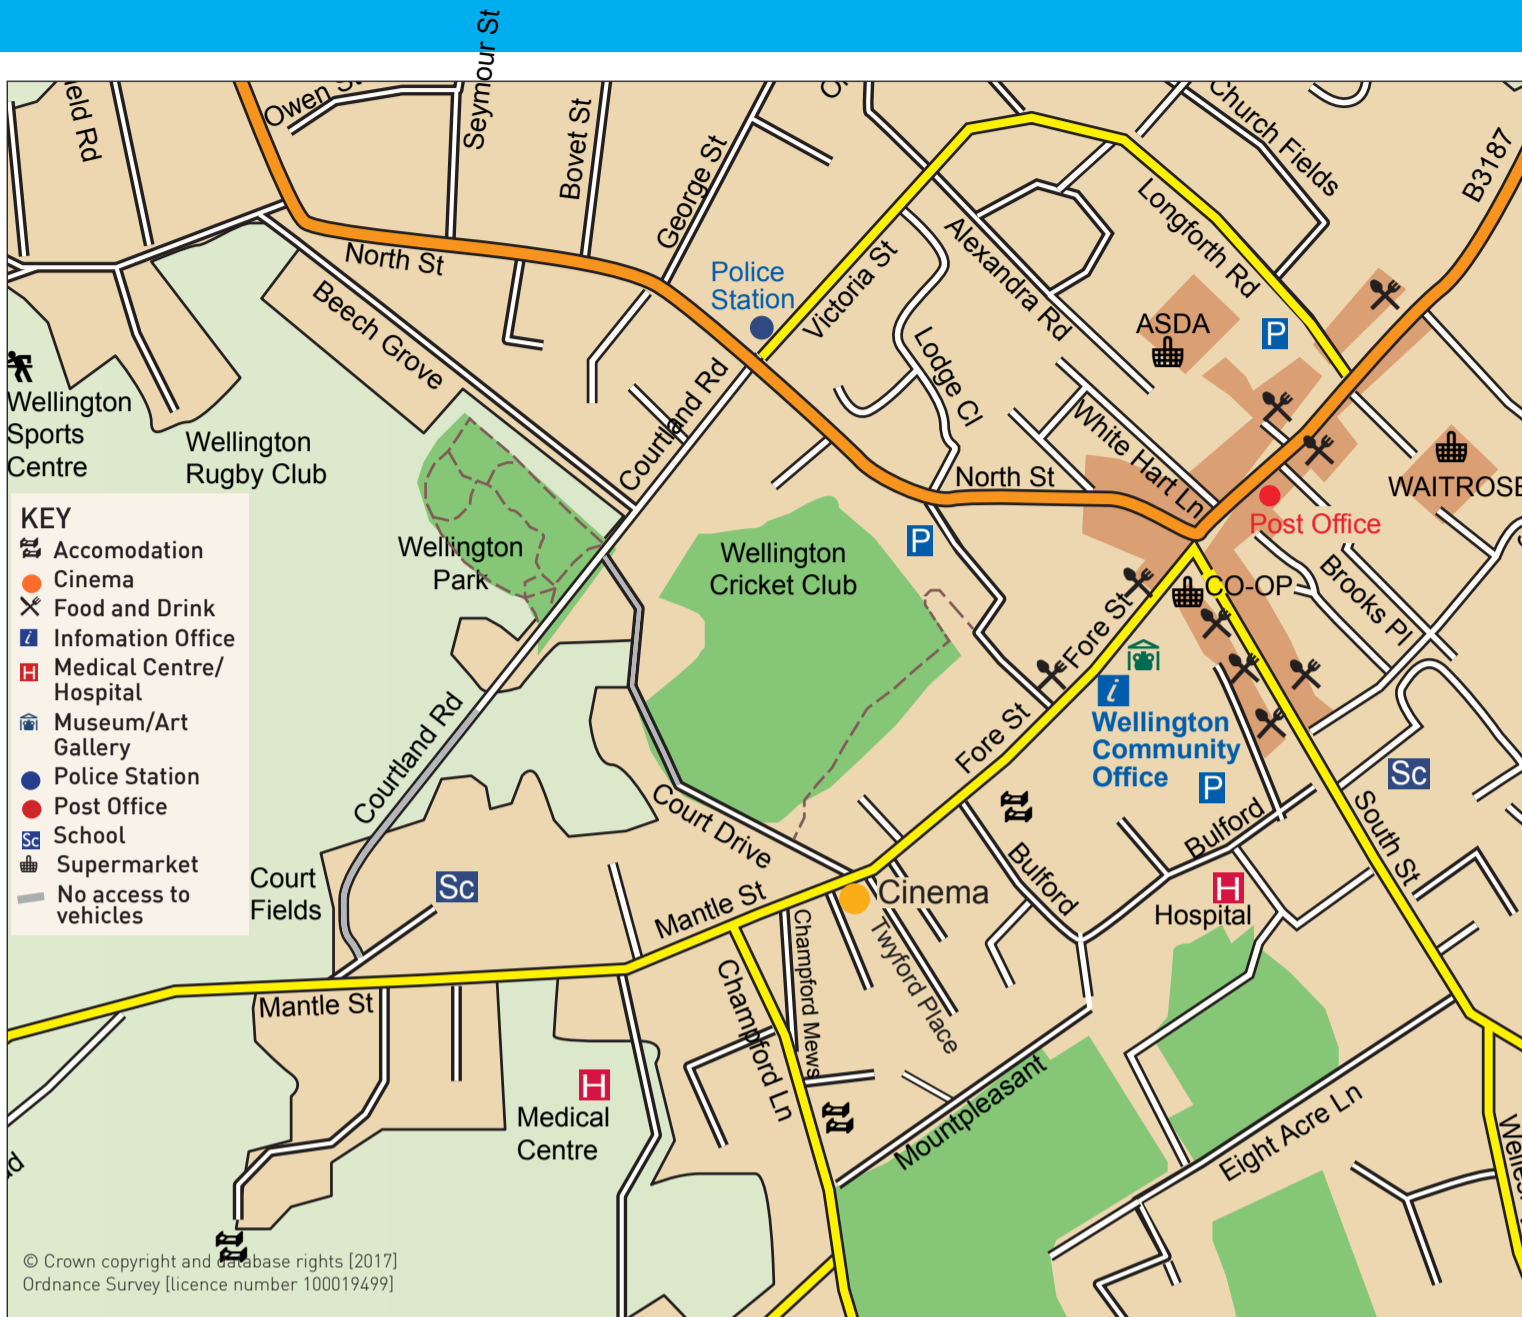 Seymour St
Owen St
ield Rd
Bovet St
George St
Church Fields
B3187
North St
Police
Station
Victoria St
Alexandra Rd
Longforth Rd
Beech Grove
ASDA
P
Lodge Cl
Wellington
Sports
Centre
Wellington
Rugby Club
Courtland Rd
White Hart Ln
North St
WAITROSE
Post Office
KEY
Accomodation
Cinema
Food and Drink
i Infomation Office
H Medical Centre/
Hospital
Museum/Art
Gallery
Police Station
Post Office
Sc School
Supermarket
No access to
vehicles
Wellington
Park
Wellington
Cricket Club
P
CO-OP
Brooks Pl
Fore St
i
Wellington
Community
Office
P
Fore St
Sc
Courtland Rd
Court Drive
Bulford
South St
Court
Fields
Sc
Mantle St
Cinema
Bulford
H
Hospital
Champford Mews
Twyford Place
Mantle St
Champford Ln
H
Medical
Centre
Mountpleasant
Eight Acre Ln
© Crown copyright and database rights [2017]
Ordnance Survey [licence number 100019499]